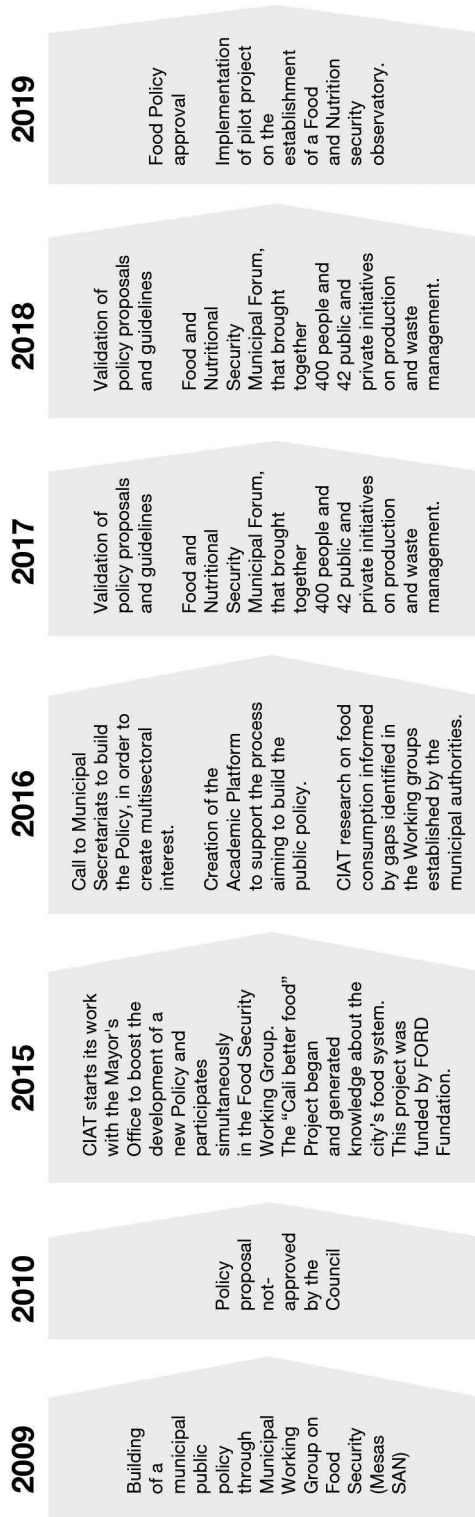 2009
Building
of a
municipal
public
policy
through
Municipal
Working
Group on
Food
Security
(Mesas
SAN)
2010
Policy
proposal
not-
approved
by the
Council
2015
CIAT starts its work
with the Mayor's
Office to boost the
development of a
new Policy and
participates
simultaneously
in the Food Security
Working Group.
The “Cali better food”
Project began
and generated
knowledge about the
city's food system.
This project was
funded by FORD
Fundation.
2016
Call to Municipal
Secretariats to build
the Policy, in order to
create multisectoral
interest.
Creation of the
Academic Platform
to support the process
aiming to build the
public policy.
CIAT research on food
consumption informed
by gaps identified in
the Working groups
established by the
municipal authorities.
2017
Validation of
policy proposals
and guidelines
Food and
Nutritional
Security
Municipal Forum,
that brought
together
400 people and
42 public and
private initiatives
on production
and waste
management.
2018
Validation of
policy proposals
and guidelines
Food and
Nutritional
Security
Municipal Forum,
that brought
together
400 people and
42 public and
private initiatives
on production
and waste
management.
2019
Food Policy
approval
Implementation
of pilot project
on the
establishment
of a Food
and Nutrition
security
observatory.